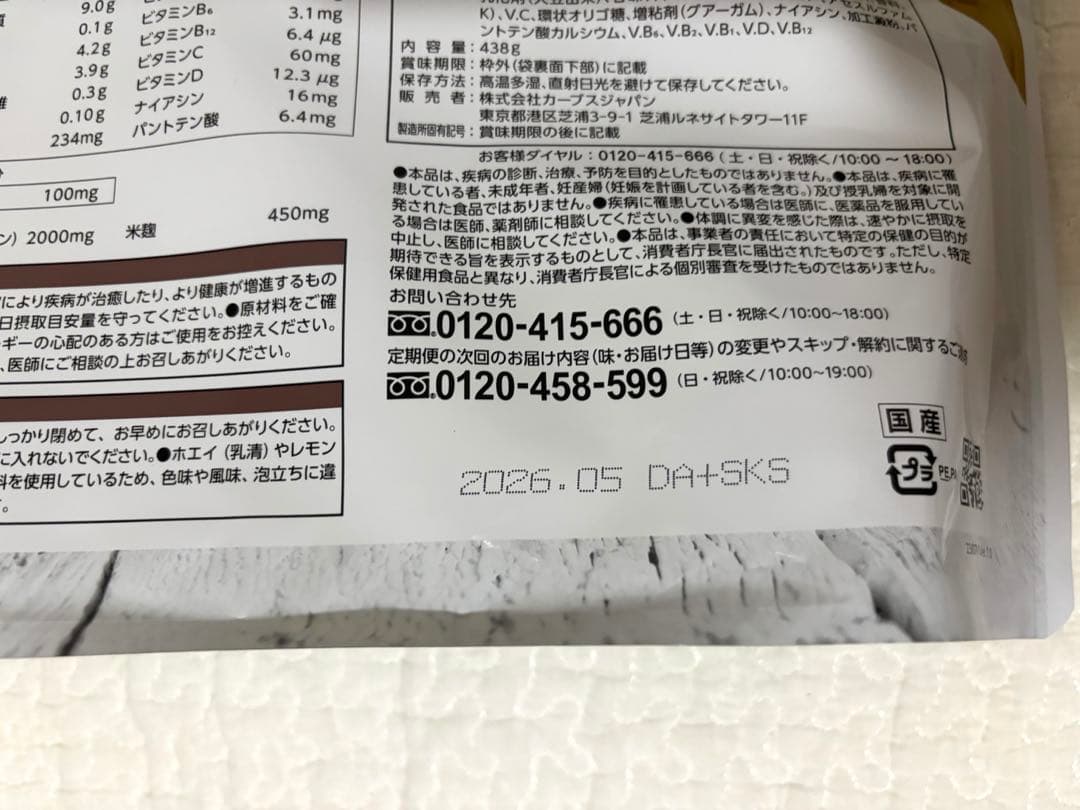 9.0g
0.1g
4.2g
3.9g
0.3g
0.10g
234mg
ビタミンB₆ 3.1mg
ビタミンB₁₂ 6.4μg
ビタミンC 60mg
ビタミンD 12.3μg
ナイアシン 16mg
パントテン酸 6.4mg
100mg
ン) 2000mg 米麹 450mg
により疾病が治癒したり、より健康が増進するもの
日摂取目安量を守ってください。●原材料をご確
ギーの心配のある方はご使用をお控えください。
、医師にご相談の上お召しあがりください。
しっかり閉めて、お早めにお召しあがりください。
に入れないでください。●ホエイ(乳清)やレモン
料を使用しているため、色味や風味、泡立ちに違
。
K)、V.C、環状オリゴ糖、増粘剤(グアーガム)、ナイアシン、加工澱粉、パ
ントテン酸カルシウム、V.B₆、V.B₂、V.B₁、V.D、V.B₁₂
内容量:438g
賞味期限:枠外(袋裏面下部)に記載
保存方法:高温多湿、直射日光を避けて保存してください。
販売者:株式会社カーブスジャパン
東京都港区芝浦3-9-1 芝浦ルネサイトタワー11F
製造所固有記号:賞味期限の後に記載
お客様ダイヤル:0120-415-666(土・日・祝除く/10:00～18:00)
●本品は、疾病の診断、治療、予防を目的としたものではありません。●本品は、疾病に罹
患している者、未成年者、妊産婦(妊娠を計画している者を含む。)及び授乳婦を対象に開
発された食品ではありません。●疾病に罹患している場合は医師に、医薬品を服用してい
る場合は医師、薬剤師に相談してください。●体調に異変を感じた際は、速やかに摂取を
中止し、医師に相談してください。●本品は、事業者の責任において特定の保健の目的が
期待できる旨を表示するものとして、消費者庁長官に届出されたものです。ただし、特定
保健用食品と異なり、消費者庁長官による個別審査を受けたものではありません。
お問い合わせ先
0120-415-666 (土・日・祝除く/10:00~18:00)
定期便の次回のお届け内容(味・お届け日等)の変更やスキップ・解約に関するご連絡
0120-458-599 (日・祝除く/10:00~19:00)
国産
プラ
2026.05 DA+SKS